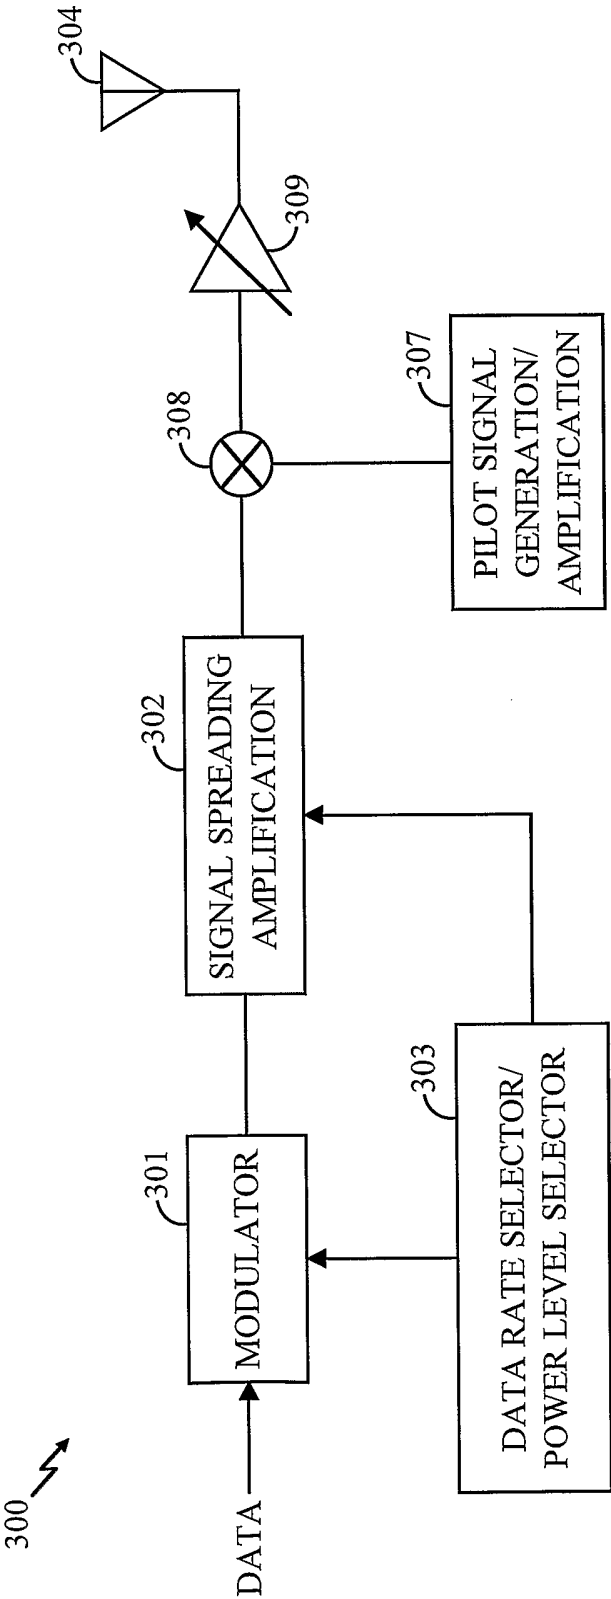 300
DATA
301
MODULATOR
303
DATA RATE SELECTOR/
POWER LEVEL SELECTOR
302
SIGNAL SPREADING
AMPLIFICATION
308
307
PILOT SIGNAL
GENERATION/
AMPLIFICATION
309
304